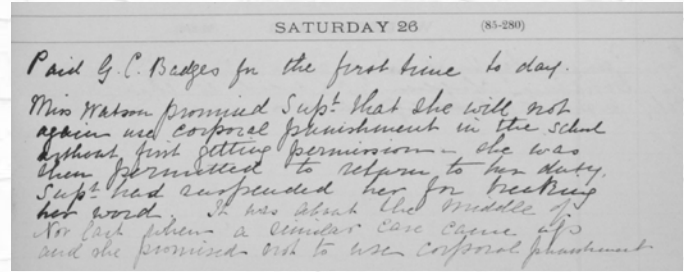 SATURDAY 26 (85-280)
Paid G.C. Badges for the first time to day.
Miss Watson promised Supt. that she will not
again use corporal punishment in the school
without first getting permission – she was
then permitted to return to her duty.
Supt. had suspended her for breaking
her word. It was about the middle of
Nov last when a similar case came up
and she promised not to use corporal punishment